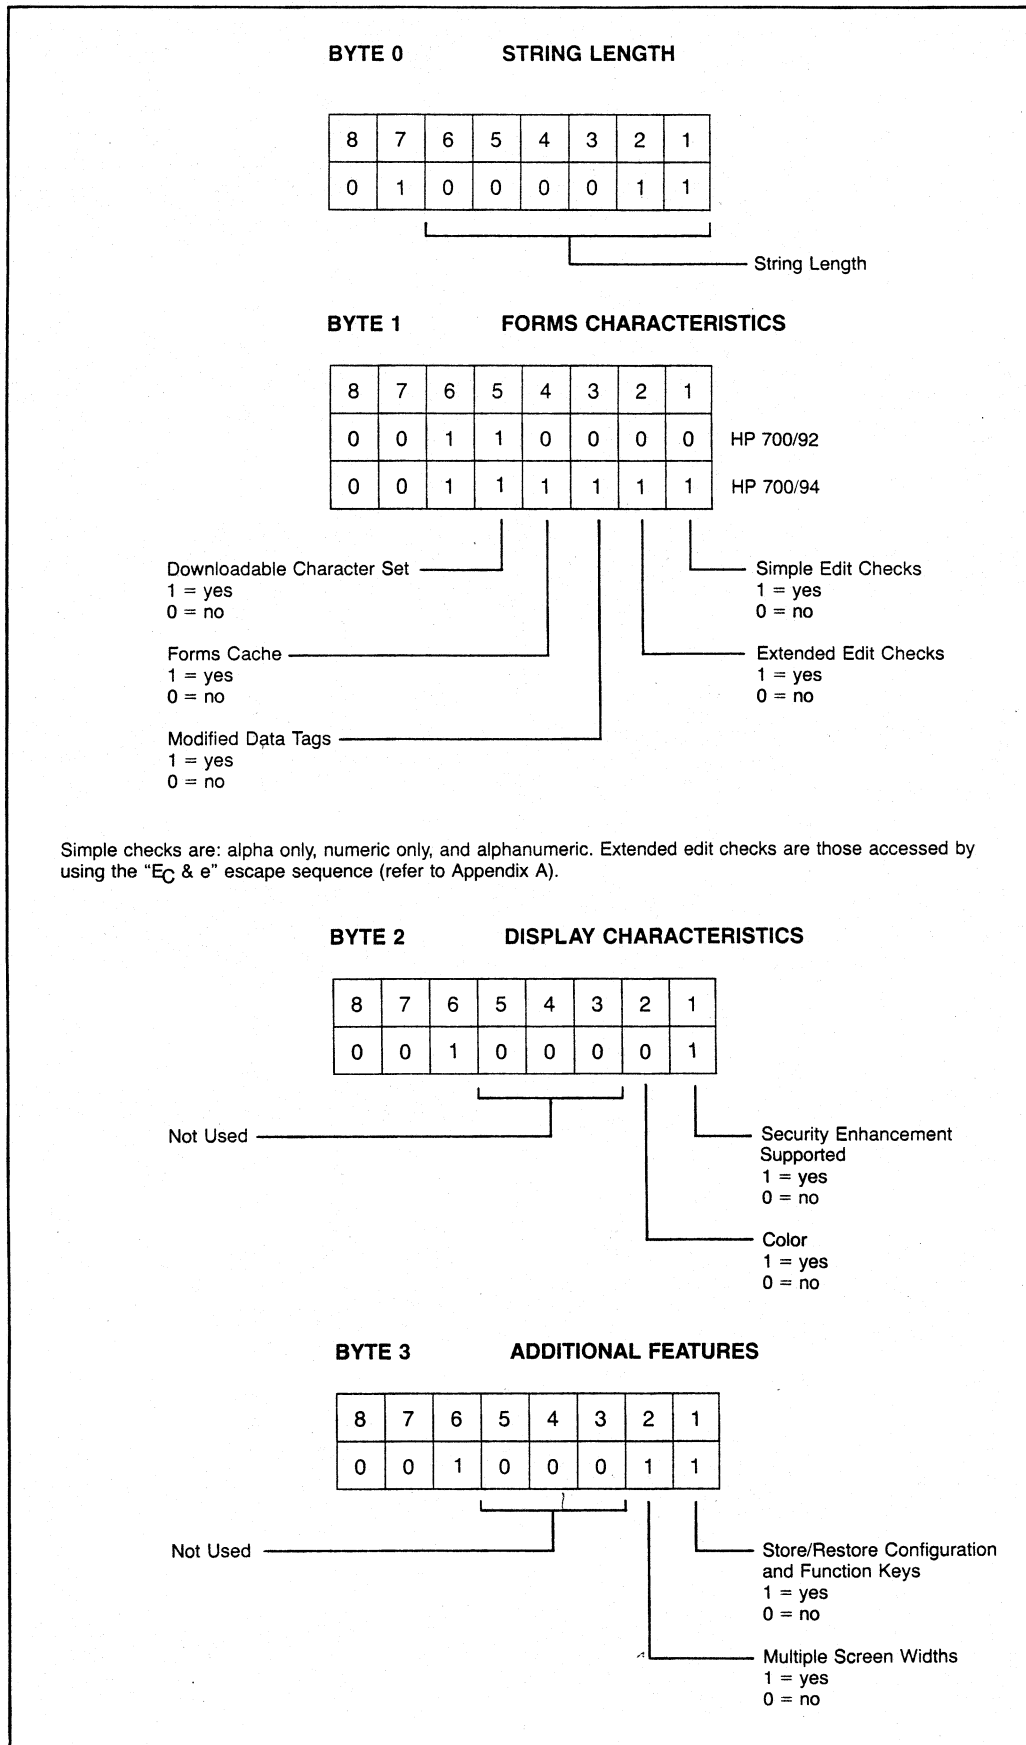 BYTE 0 STRING LENGTH
8 7 6 5 4 3 2 1
0 1 0 0 0 0 1 1
String Length
BYTE 1 FORMS CHARACTERISTICS
8 7 6 5 4 3 2 1
0 0 1 1 0 0 0 0 HP 700/92
0 0 1 1 1 1 1 1 HP 700/94
Downloadable Character Set
1 = yes
0 = no
Simple Edit Checks
1 = yes
0 = no
Forms Cache
1 = yes
0 = no
Extended Edit Checks
1 = yes
0 = no
Modified Data Tags
1 = yes
0 = no
Simple checks are: alpha only, numeric only, and alphanumeric. Extended edit checks are those accessed by
using the “EC & e” escape sequence (refer to Appendix A).
BYTE 2 DISPLAY CHARACTERISTICS
8 7 6 5 4 3 2 1
0 0 1 0 0 0 0 1
Not Used
Security Enhancement
Supported
1 = yes
0 = no
Color
1 = yes
0 = no
BYTE 3 ADDITIONAL FEATURES
8 7 6 5 4 3 2 1
0 0 1 0 0 0 1 1
Not Used
Store/Restore Configuration
and Function Keys
1 = yes
0 = no
Multiple Screen Widths
1 = yes
0 = no